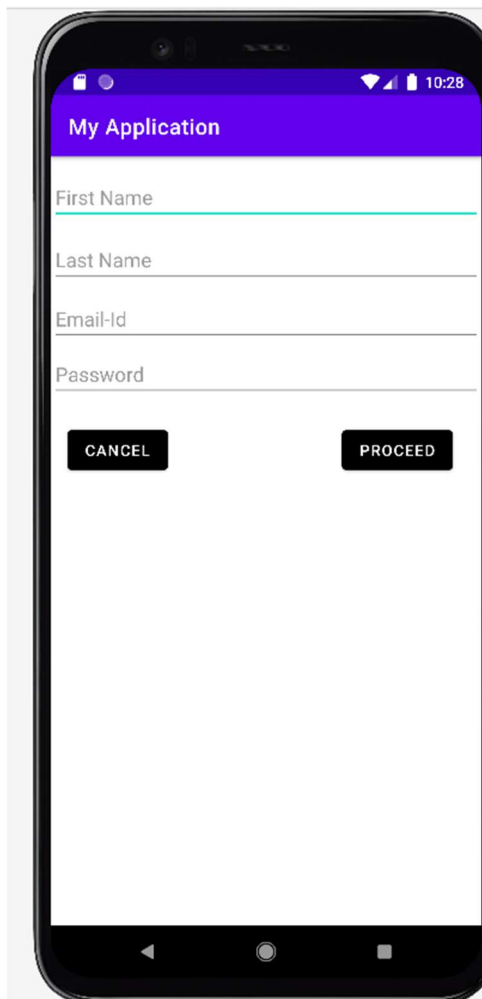 10:28
My Application
First Name
Last Name
Email-Id
Password
CANCEL PROCEED